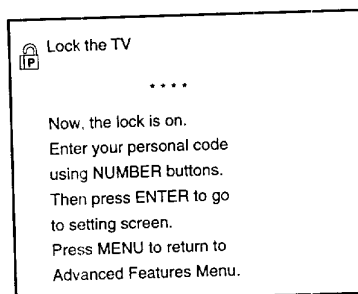 Lock the TV
IP
* * * *
Now, the lock is on.
Enter your personal code
using NUMBER buttons.
Then press ENTER to go
to setting screen.
Press MENU to return to
Advanced Features Menu.